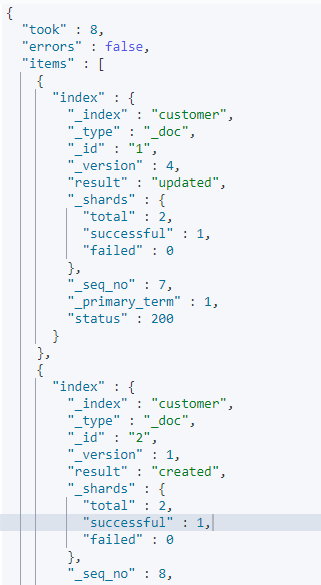 {
  "took" : 8,
  "errors" : false,
  "items" : [
    {
      "index" : {
        "_index" : "customer",
        "_type" : "_doc",
        "_id" : "1",
        "_version" : 4,
        "result" : "updated",
        "_shards" : {
          "total" : 2,
          "successful" : 1,
          "failed" : 0
        },
        "_seq_no" : 7,
        "_primary_term" : 1,
        "status" : 200
      }
    },
    {
      "index" : {
        "_index" : "customer",
        "_type" : "_doc",
        "_id" : "2",
        "_version" : 1,
        "result" : "created",
        "_shards" : {
          "total" : 2,
          "successful" : 1,
          "failed" : 0
        },
        "_seq_no" : 8,